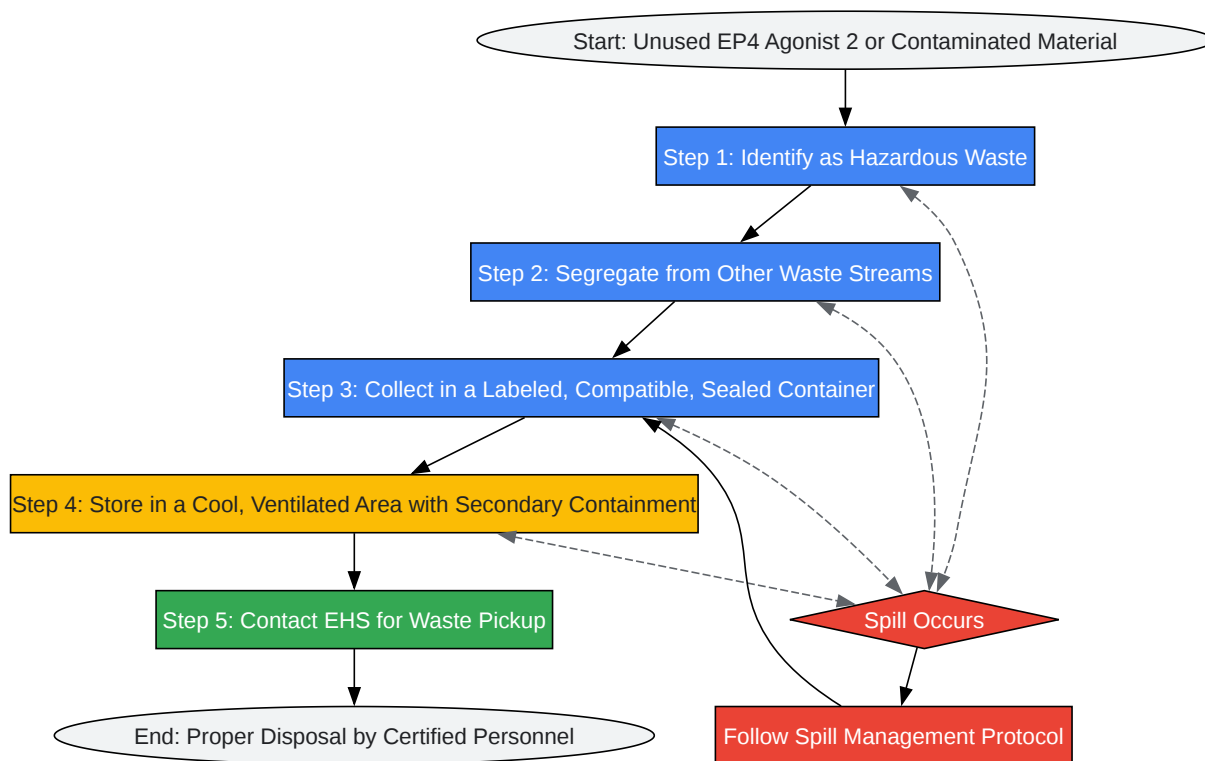 Start: Unused EP4 Agonist 2 or Contaminated Material
Step 1: Identify as Hazardous Waste
Step 2: Segregate from Other Waste Streams
Step 3: Collect in a Labeled, Compatible, Sealed Container
Step 4: Store in a Cool, Ventilated Area with Secondary Containment
Step 5: Contact EHS for Waste Pickup
Spill Occurs
End: Proper Disposal by Certified Personnel
Follow Spill Management Protocol